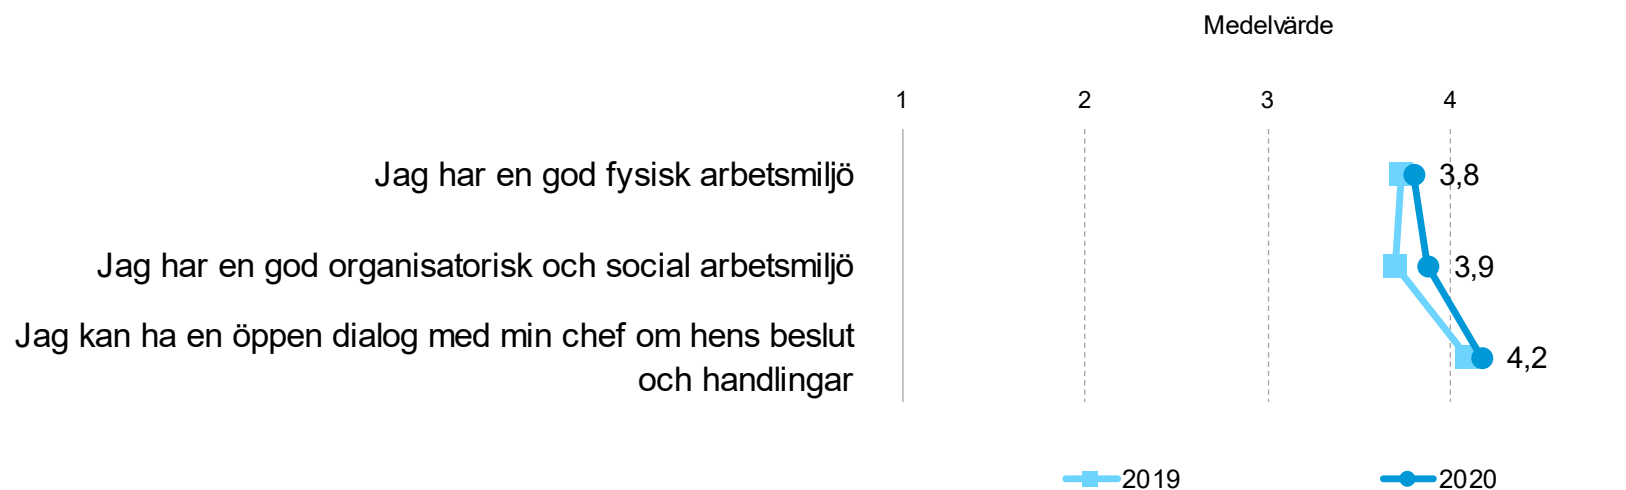 Medelvärde
1 2 3 4
Jag har en god fysisk arbetsmiljö 3,8
Jag har en god organisatorisk och social arbetsmiljö 3,9
Jag kan ha en öppen dialog med min chef om hens beslut
och handlingar 4,2
2019 2020